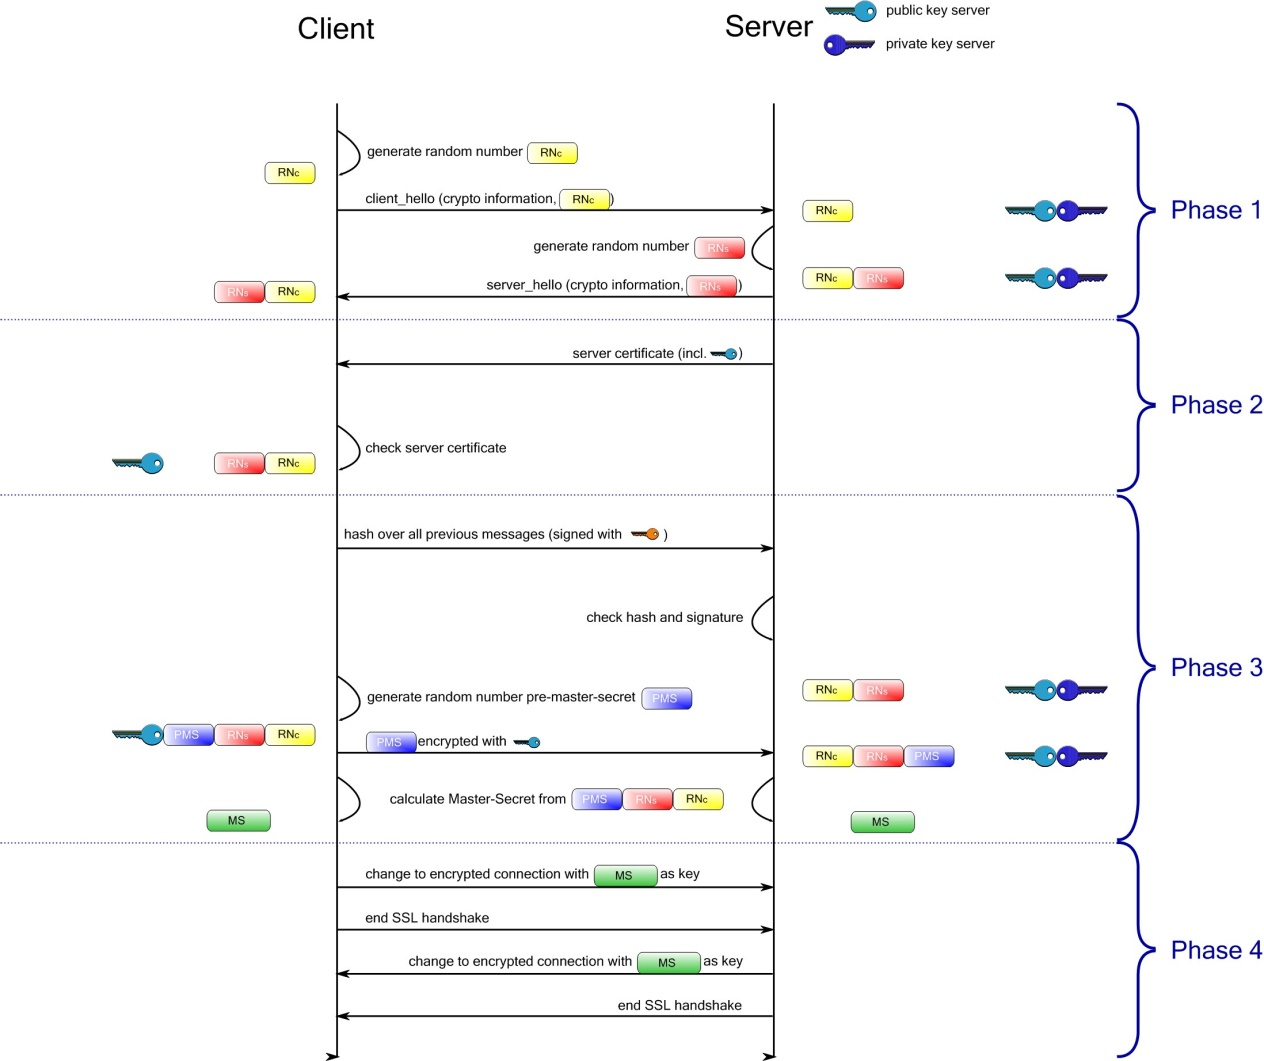 Client
Server
public key server
private key server
generate random number RNc
RNc
client_hello (crypto information, RNc)
RNc
Phase 1
generate random number RNs
RNc RNs
server_hello (crypto information, RNs)
RNs RNc
server certificate (incl. )
Phase 2
check server certificate
RNs RNc
hash over all previous messages (signed with )
check hash and signature
Phase 3
generate random number pre-master-secret PMS
RNc RNs
PMS RNs RNc
PMS encrypted with
RNc RNs PMS
calculate Master-Secret from PMS RNs RNc
MS
MS
change to encrypted connection with MS as key
end SSL handshake
Phase 4
change to encrypted connection with MS as key
end SSL handshake